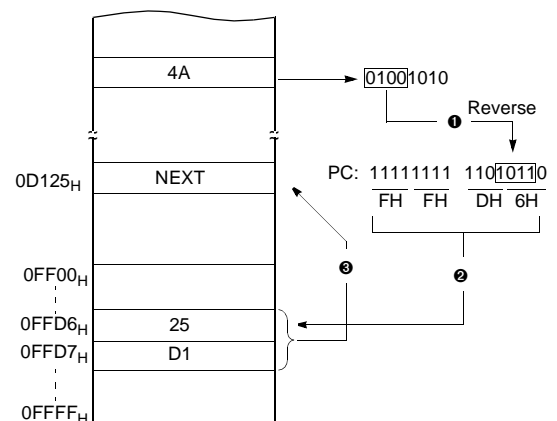 4A
01001010
Reverse
❶
0D125H
NEXT
PC: 11111111 11010110
FH FH DH 6H
❸
❷
0FF00H
0FFD6H
25
0FFD7H
D1
0FFFFH